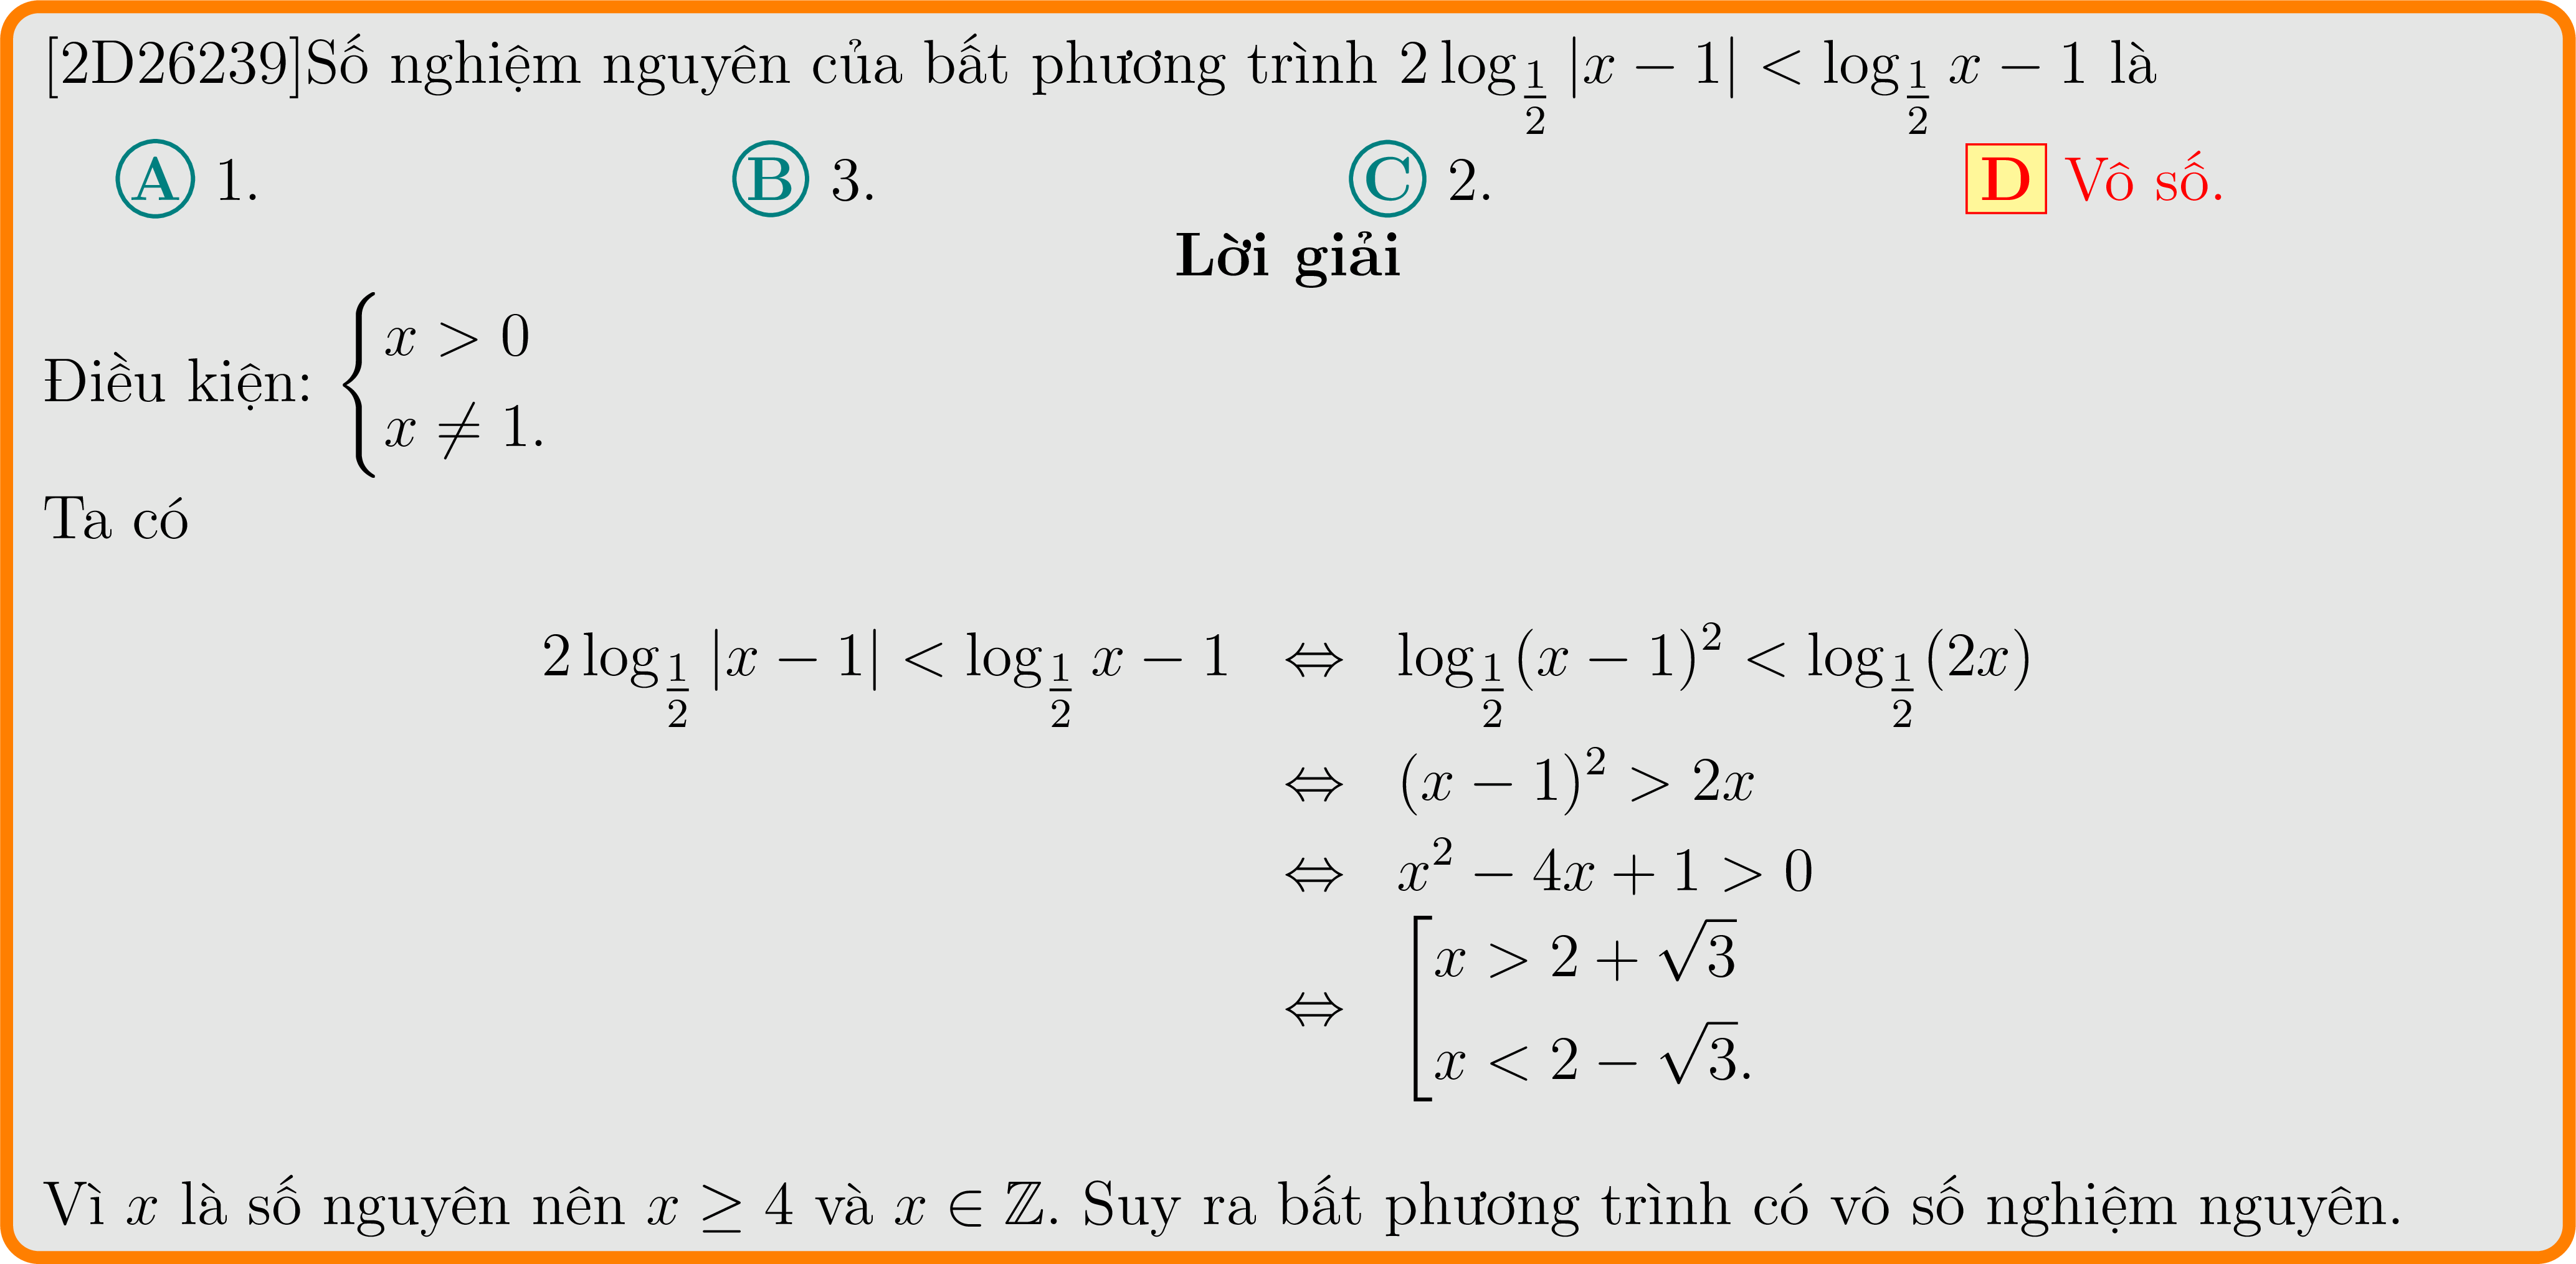 [2D26239]Số nghiệm nguyên của bất phương trình $2\log_{\frac{1}{2}}|x-1| < \log_{\frac{1}{2}} x - 1$ là
A 1. B 3. C 2. D Vô số.
Lời giải
Điều kiện: $\begin{cases} x > 0 \\ x \neq 1. \end{cases}$
Ta có
$2\log_{\frac{1}{2}}|x-1| < \log_{\frac{1}{2}} x - 1 \Leftrightarrow \log_{\frac{1}{2}}(x-1)^2 < \log_{\frac{1}{2}}(2x)$
$\Leftrightarrow (x-1)^2 > 2x$
$\Leftrightarrow x^2 - 4x + 1 > 0$
$\Leftrightarrow \left[\begin{array}{l} x > 2 + \sqrt{3} \\ x < 2 - \sqrt{3}. \end{array}\right.$
Vì $x$ là số nguyên nên $x \geq 4$ và $x \in \mathbb{Z}$. Suy ra bất phương trình có vô số nghiệm nguyên.